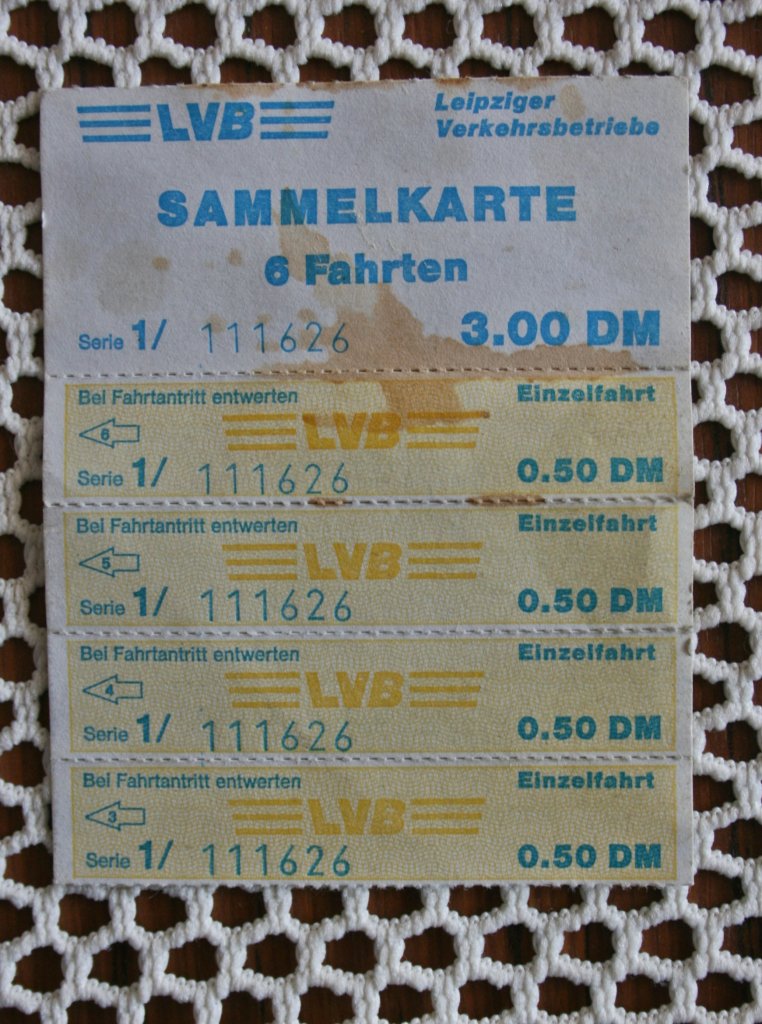 LVB Leipziger
Verkehrsbetriebe
SAMMELKARTE
6 Fahrten
Serie 1/ 111626 3.00 DM
Bei Fahrtantritt entwerten Einzelfahrt
6 LVB
Serie 1/ 111626 0.50 DM
Bei Fahrtantritt entwerten Einzelfahrt
5 LVB
Serie 1/ 111626 0.50 DM
Bei Fahrtantritt entwerten Einzelfahrt
4 LVB
Serie 1/ 111626 0.50 DM
Bei Fahrtantritt entwerten Einzelfahrt
3 LVB
Serie 1/ 111626 0.50 DM